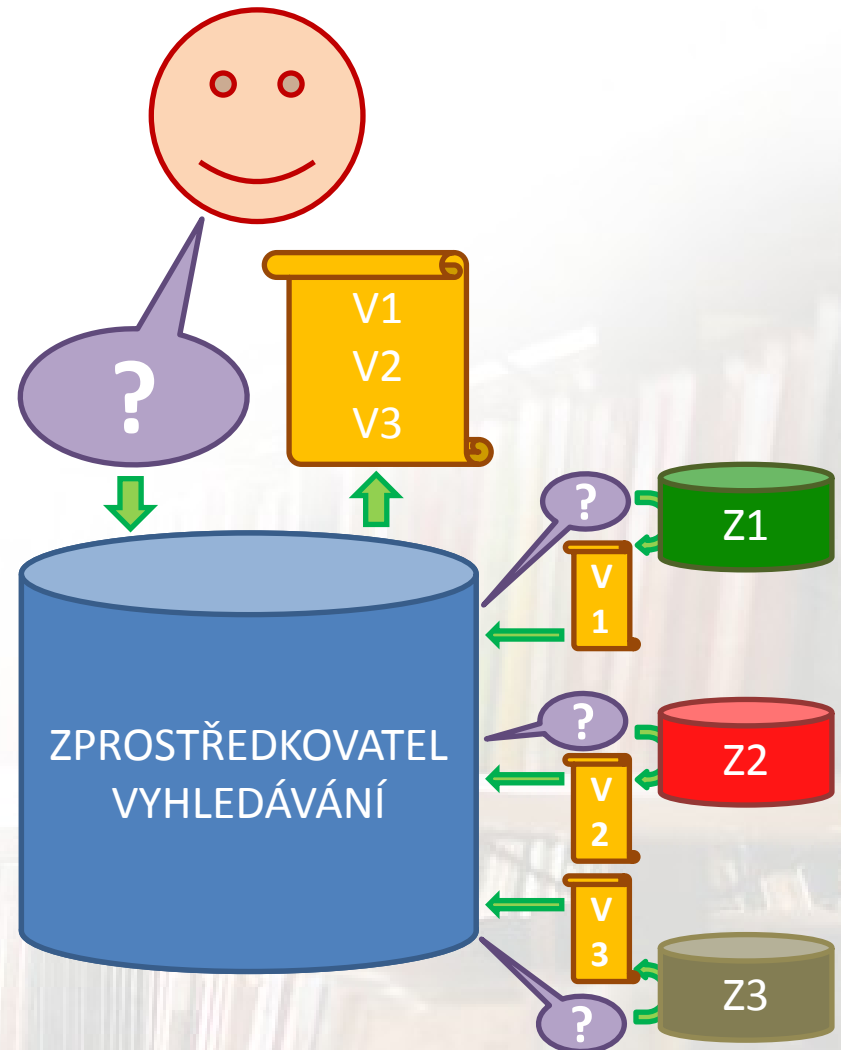 V1
V2
V3
?
?
Z1
V
1
ZPROSTŘEDKOVATEL
VYHLEDÁVÁNÍ
?
Z2
V
2
V
3
?
Z3